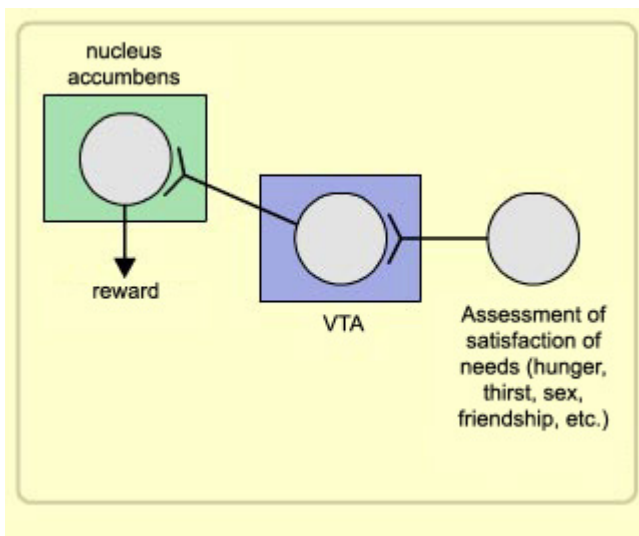 nucleus
accumbens
reward
VTA
Assessment of
satisfaction of
needs (hunger,
thirst, sex,
friendship, etc.)